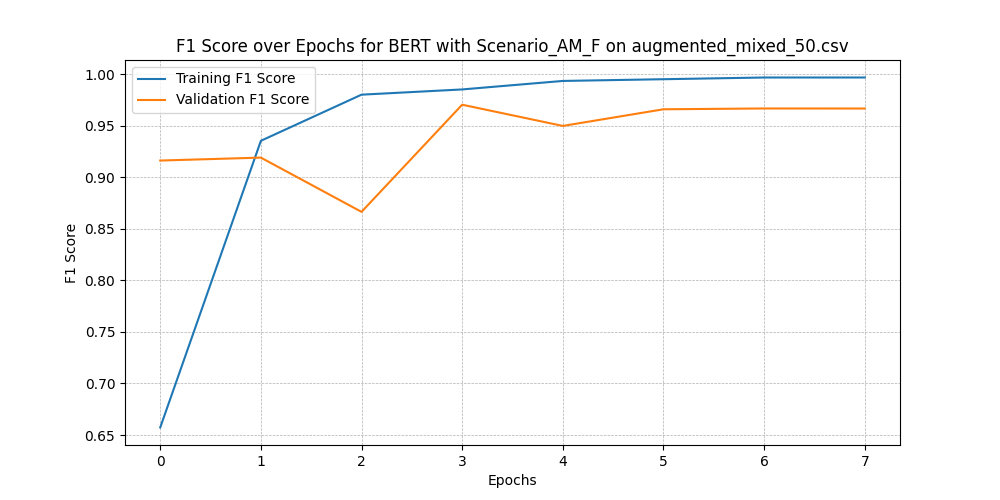 F1 Score over Epochs for BERT with Scenario_AM_F on augmented_mixed_50.csv
Training F1 Score
Validation F1 Score
1.00
0.95
0.90
0.85
0.80
0.75
0.70
0.65
F1 Score
0 1 2 3 4 5 6 7
Epochs